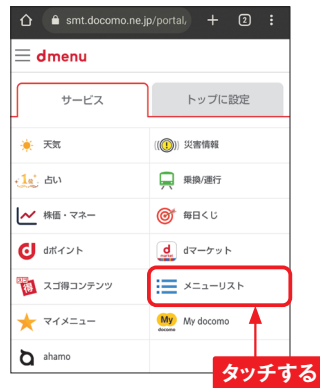 smt.docomo.ne.jp/portal/ 2
dmenu
サービス トップに設定
天気 災害情報
占い 乗換/運行
株価・マネー 毎日くじ
dポイント dマーケット
スゴ得コンテンツ メニューリスト
マイメニュー My docomo
ahamo
タッチする